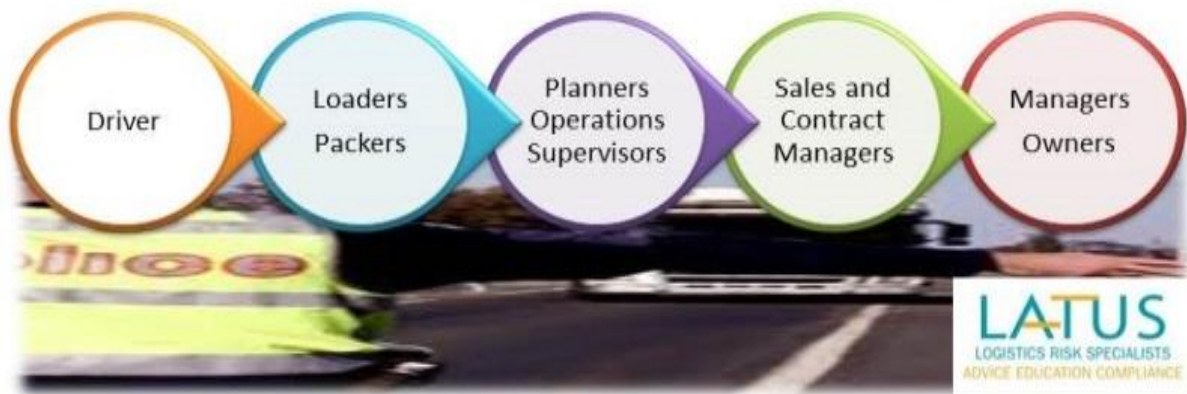 Driver
Loaders
Packers
Planners
Operations
Supervisors
Sales and
Contract
Managers
Managers
Owners
LATUS
LOGISTICS RISK SPECIALISTS
ADVICE EDUCATION COMPLIANCE